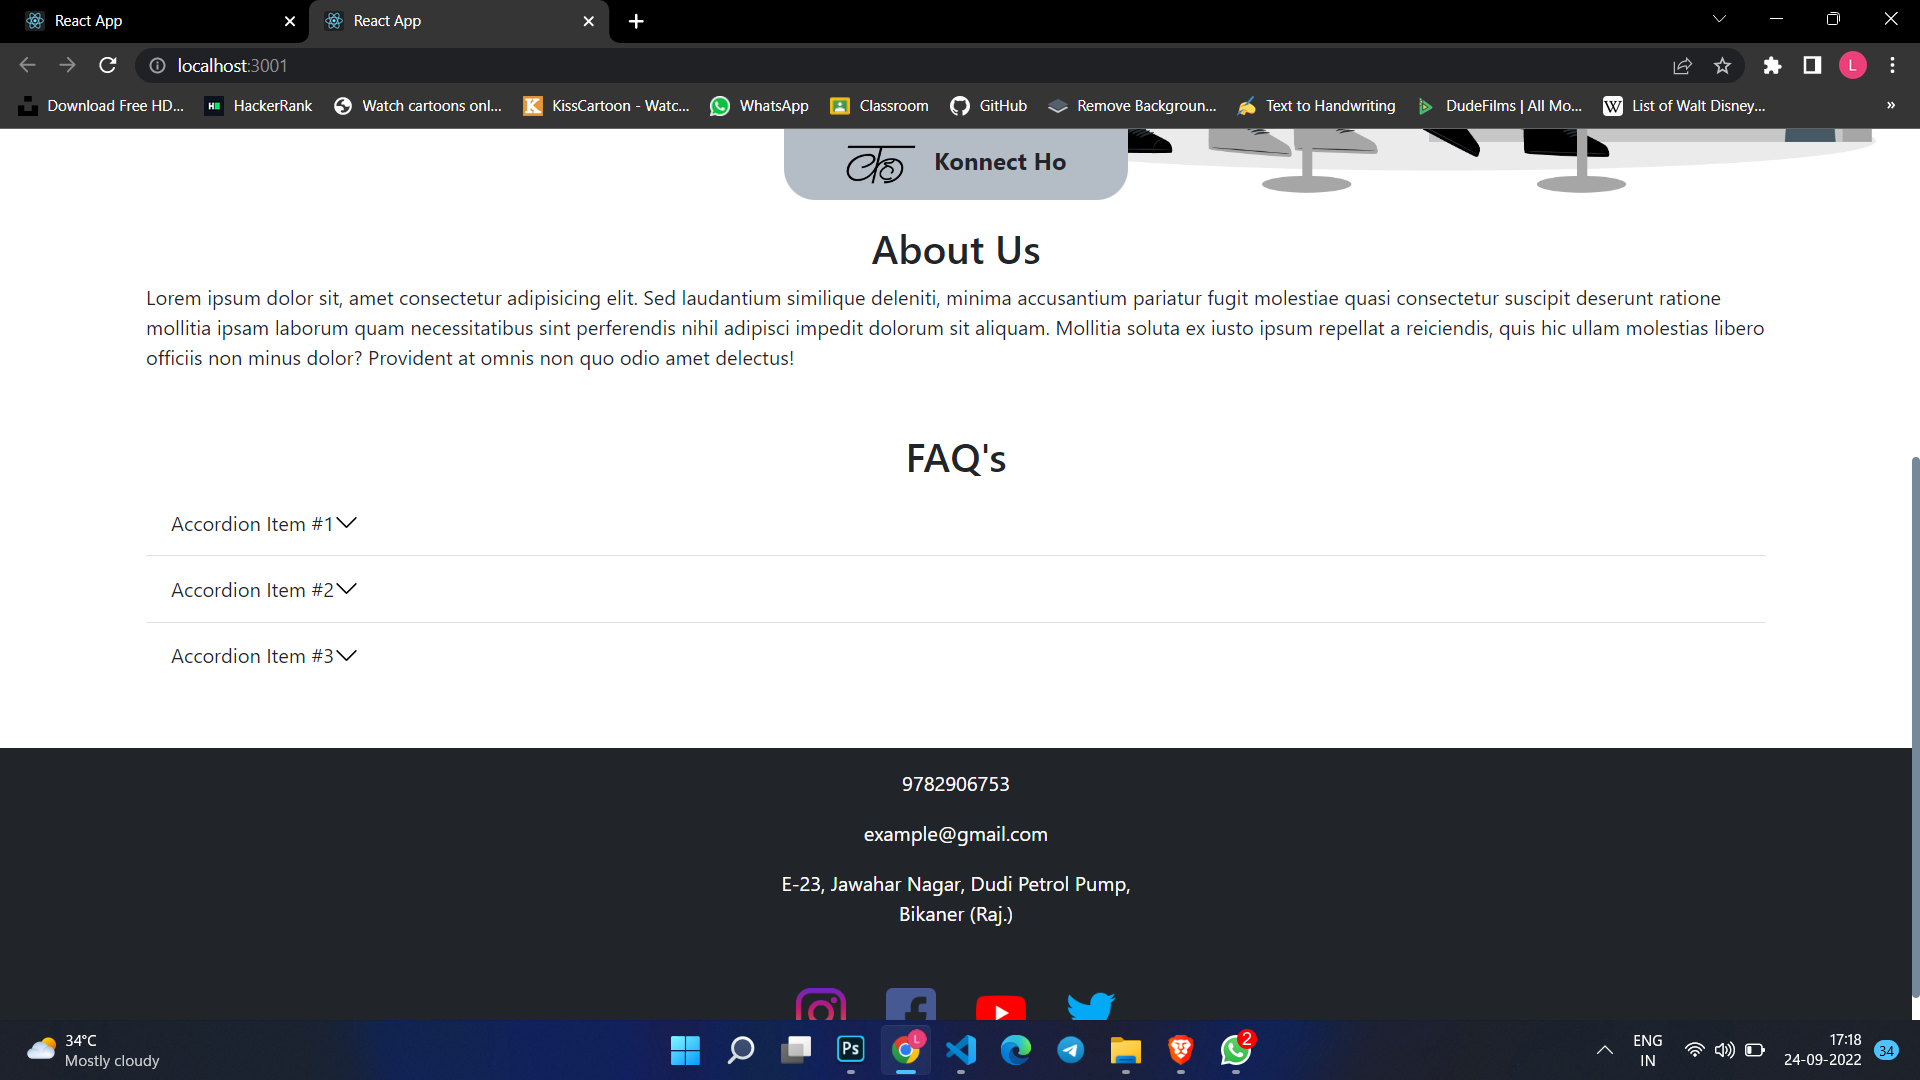 React App
React App
localhost:3001
L
Download Free HD...
HackerRank
Watch cartoons onl...
KissCartoon - Watc...
WhatsApp
Classroom
GitHub
Remove Backgroun...
Text to Handwriting
DudeFilms | All Mo...
List of Walt Disney...
»
Konnect Ho
About Us
Lorem ipsum dolor sit, amet consectetur adipisicing elit. Sed laudantium similique deleniti, minima accusantium pariatur fugit molestiae quasi consectetur suscipit deserunt ratione
mollitia ipsam laborum quam necessitatibus sint perferendis nihil adipisci impedit dolorum sit aliquam. Mollitia soluta ex iusto ipsum repellat a reiciendis, quis hic ullam molestias libero
officiis non minus dolor? Provident at omnis non quo odio amet delectus!
FAQ's
Accordion Item #1
Accordion Item #2
Accordion Item #3
9782906753
example@gmail.com
E-23, Jawahar Nagar, Dudi Petrol Pump,
Bikaner (Raj.)
34°C
Mostly cloudy
Ps
L
2
ENG
IN
17:18
24-09-2022
34